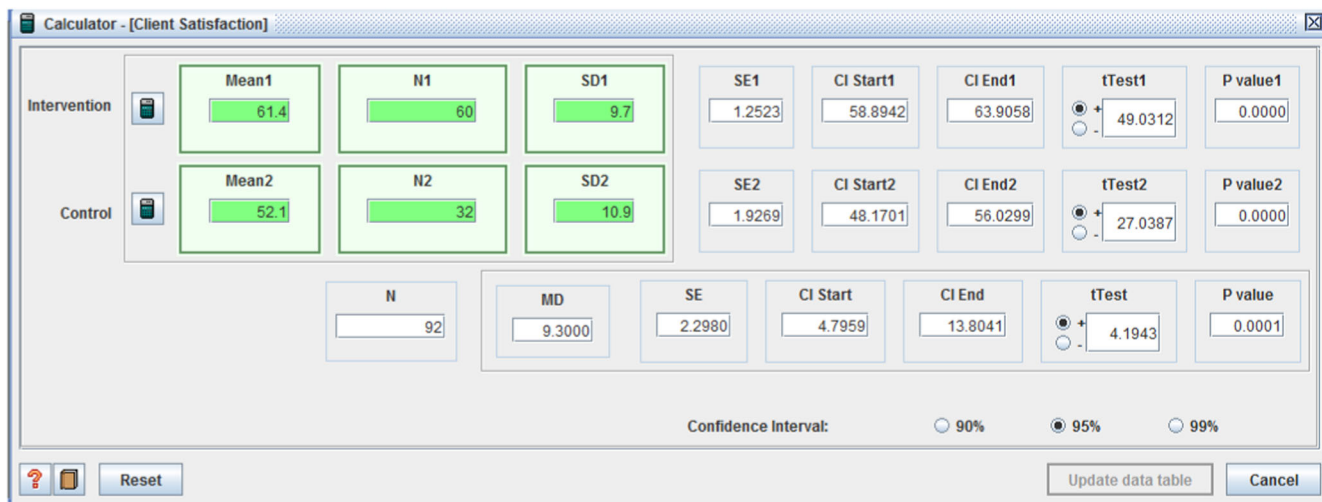 Calculator - [Client Satisfaction]
Mean1 N1 SD1 SE1 CI Start1 CI End1 tTest1 P value1
Intervention 61.4 60 9.7 1.2523 58.8942 63.9058 + - 49.0312 0.0000
Mean2 N2 SD2 SE2 CI Start2 CI End2 tTest2 P value2
Control 52.1 32 10.9 1.9269 48.1701 56.0299 + - 27.0387 0.0000
N MD SE CI Start CI End tTest P value
92 9.3000 2.2980 4.7959 13.8041 + - 4.1943 0.0001
Confidence Interval: 90% 95% 99%
? Reset Update data table Cancel